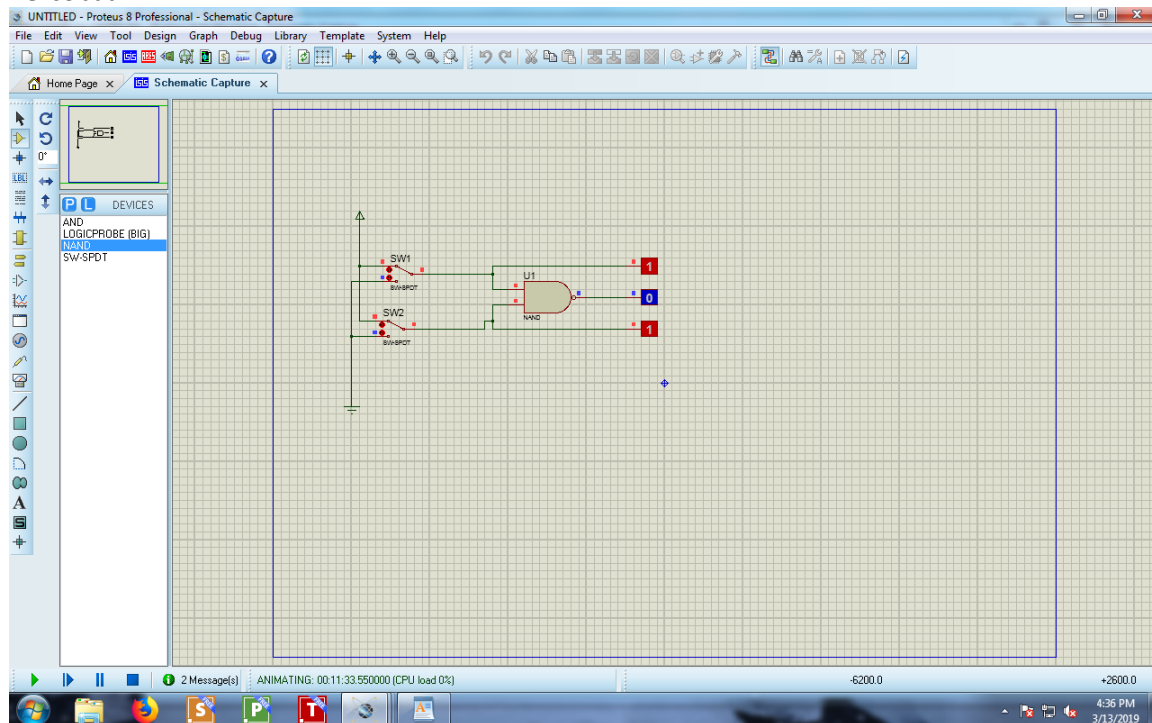 UNTITLED - Proteus 8 Professional - Schematic Capture
File Edit View Tool Design Graph Debug Library Template System Help
Home Page x Schematic Capture x
0°
LBL
P L DEVICES
AND
LOGICPROBE (BIG)
NAND
SW-SPDT
SW1
SW-SPDT
SW2
SW-SPDT
U1
NAND
1
0
1
A
S
2 Message(s) ANIMATING: 00:11:33.550000 (CPU load 0%) -6200.0 +2600.0
S P T A
4:36 PM
3/13/2019